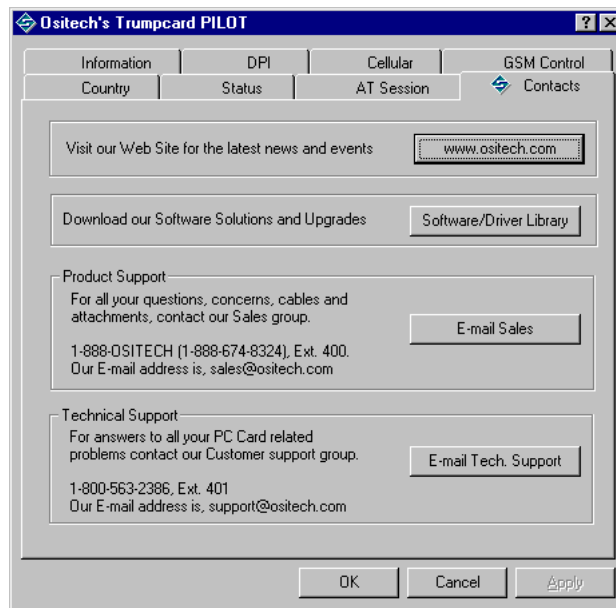 Ositech's Trumpcard PILOT
Information DPI Cellular GSM Control
Country Status AT Session Contacts
Visit our Web Site for the latest news and events www.ositech.com
Download our Software Solutions and Upgrades Software/Driver Library
Product Support
For all your questions, concerns, cables and
attachments, contact our Sales group.
E-mail Sales
1-888-OSITECH (1-888-674-8324), Ext. 400.
Our E-mail address is, sales@ositech.com
Technical Support
For answers to all your PC Card related
problems contact our Customer support group.
E-mail Tech. Support
1-800-563-2386, Ext. 401
Our E-mail address is, support@ositech.com
OK Cancel Apply